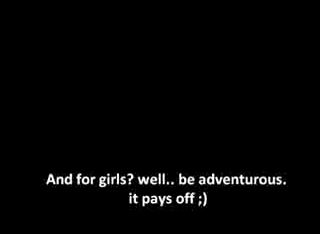 And for girls? well.. be adventurous.
it pays off ;)